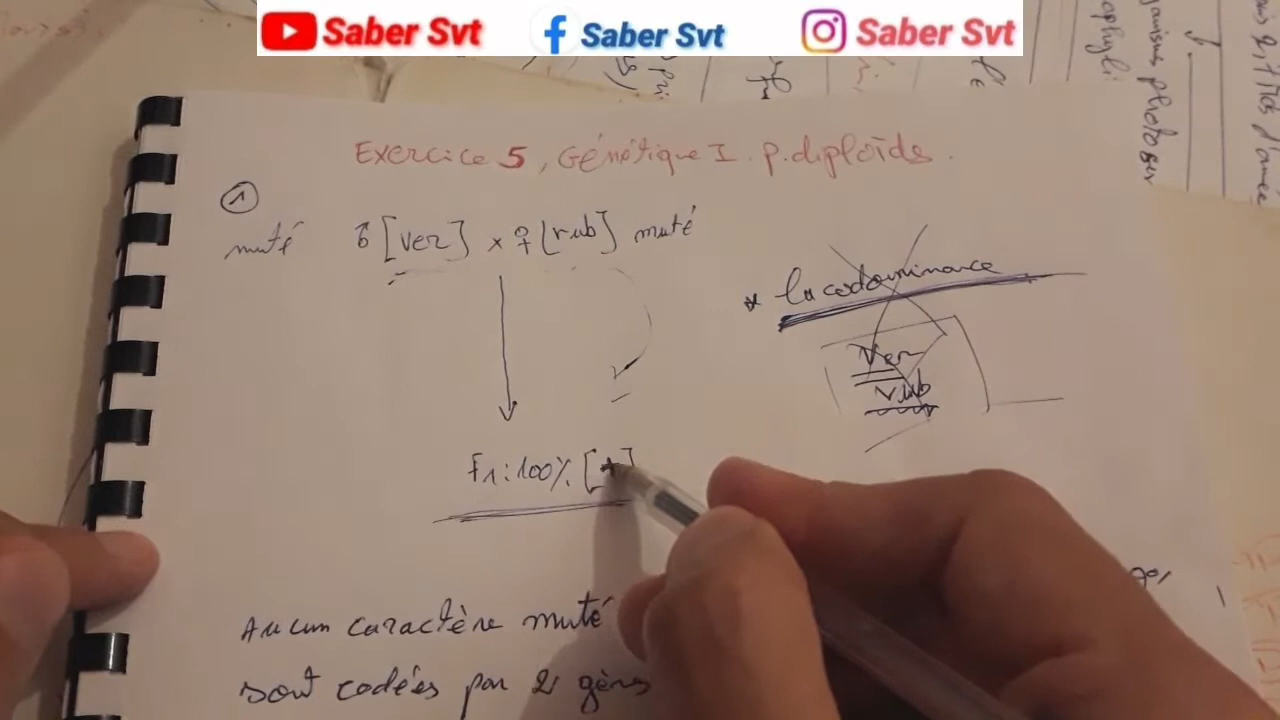 Saber Svt Saber Svt Saber Svt
Exercice 5, Génétique I. p. diploïds.
1
muté ♂ [ver] x ♀ [rub] muté
* La codominance
Ver
rub
F1: 100% [+]
Aucun caractère muté
sont codées par 2 gènes